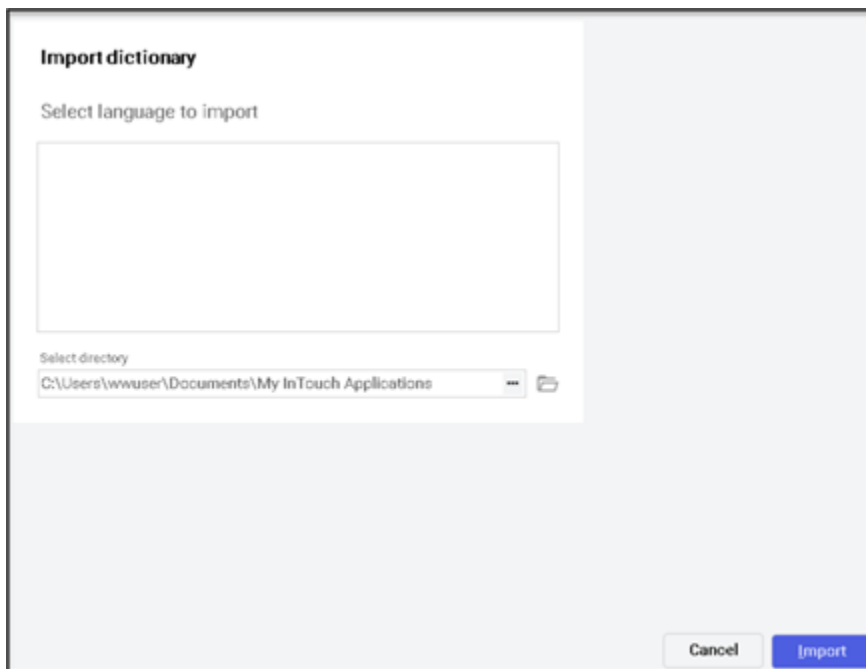 Import dictionary
Select language to import
Select directory
C:\Users\wwuser\Documents\My InTouch Applications
Cancel
Import